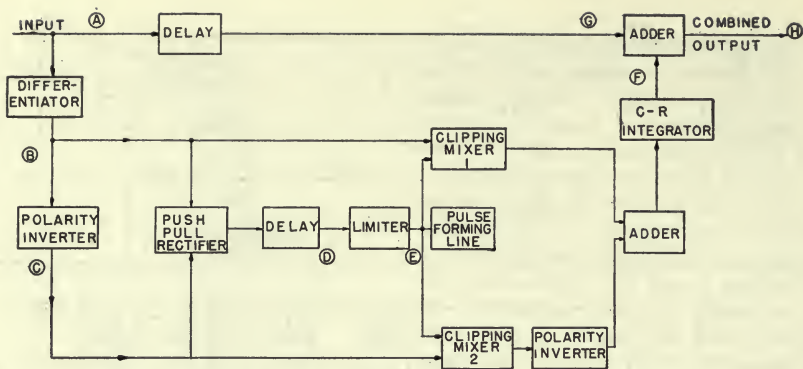 INPUT
Ⓐ
DELAY
Ⓖ
ADDER
COMBINED
OUTPUT
Ⓗ
DIFFER-
ENTIATOR
Ⓕ
C-R
INTEGRATOR
Ⓑ
CLIPPING
MIXER
1
POLARITY
INVERTER
PUSH
PULL
RECTIFIER
DELAY
Ⓓ
LIMITER
Ⓔ
PULSE
FORMING
LINE
ADDER
Ⓒ
CLIPPING
MIXER
2
POLARITY
INVERTER